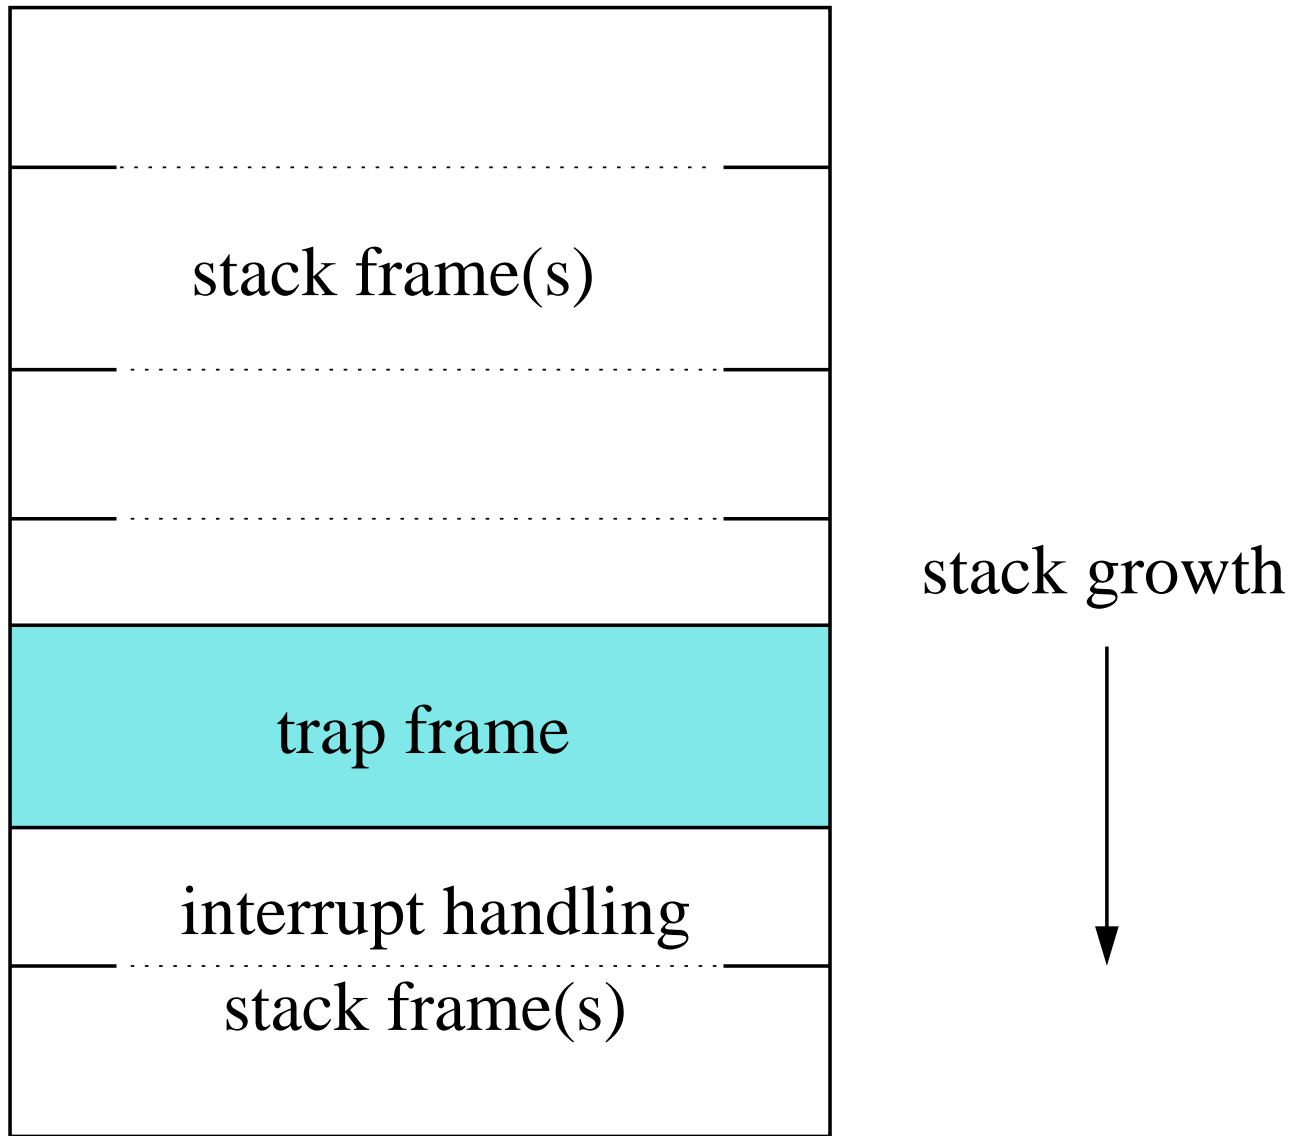 stack frame(s)
stack growth
trap frame
interrupt handling
stack frame(s)